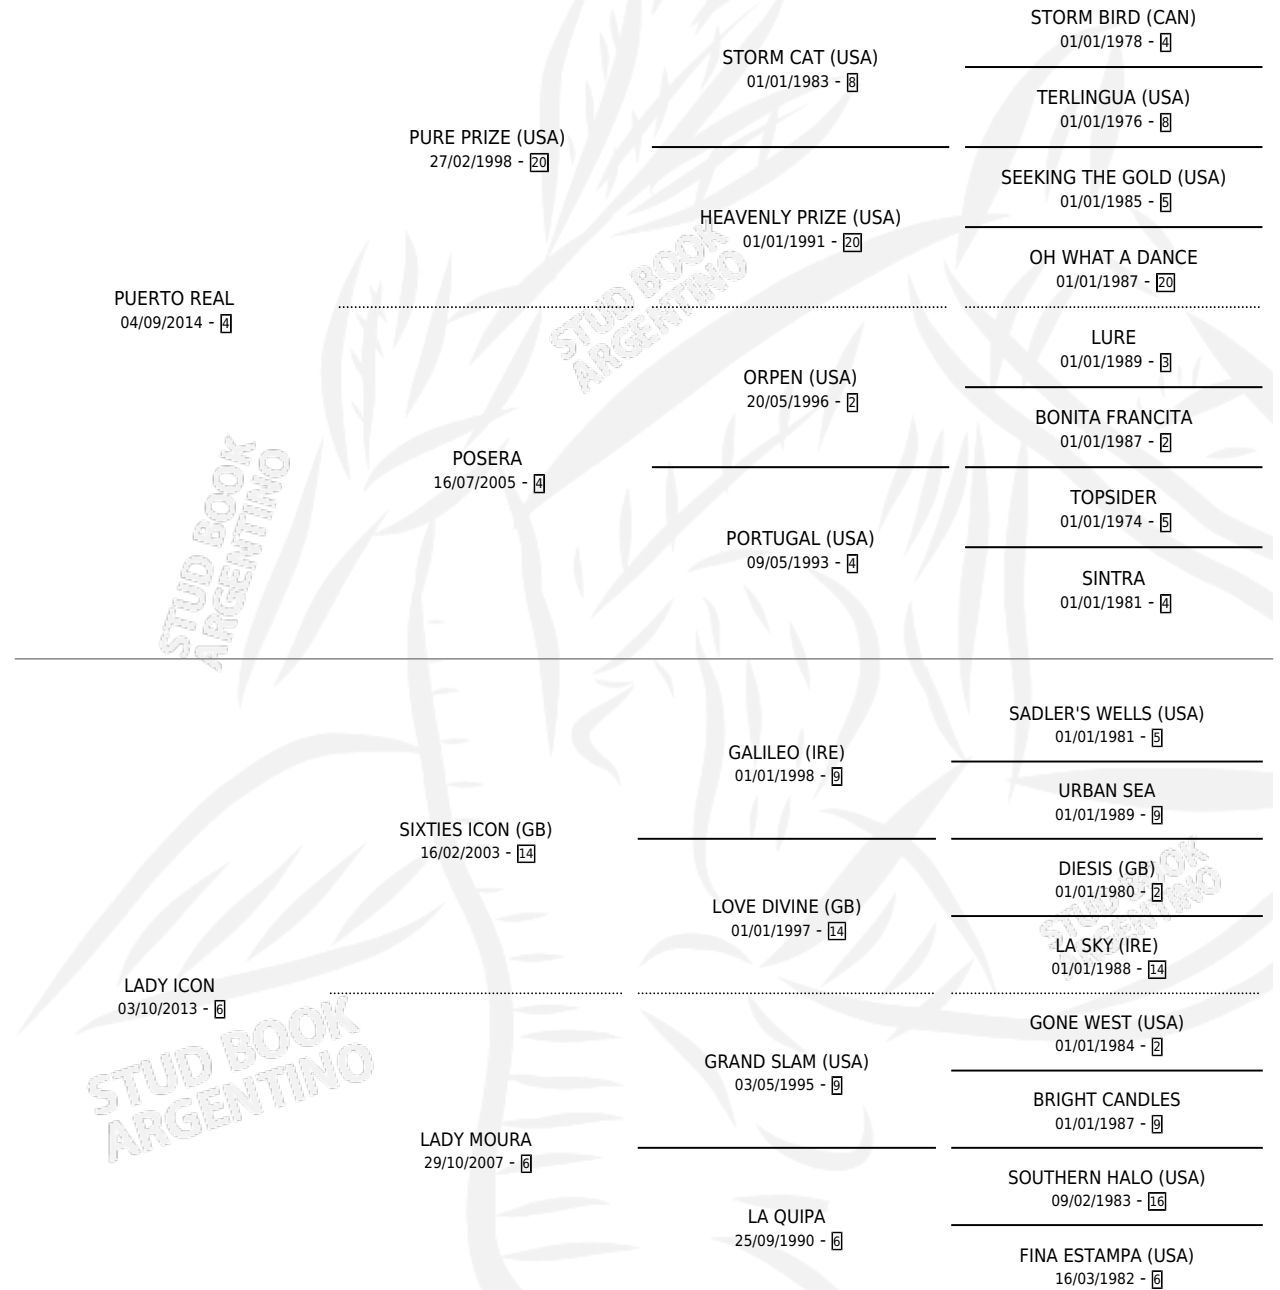 STORM BIRD (CAN)
01/01/1978 - 4
STORM CAT (USA)
01/01/1983 - 8
TERLINGUA (USA)
01/01/1976 - 8
PURE PRIZE (USA)
27/02/1998 - 20
SEEKING THE GOLD (USA)
01/01/1985 - 5
HEAVENLY PRIZE (USA)
01/01/1991 - 20
OH WHAT A DANCE
01/01/1987 - 20
PUERTO REAL
04/09/2014 - 4
LURE
01/01/1989 - 3
ORPEN (USA)
20/05/1996 - 2
BONITA FRANCITA
01/01/1987 - 2
POSERA
16/07/2005 - 4
TOPSIDER
01/01/1974 - 5
PORTUGAL (USA)
09/05/1993 - 4
SINTRA
01/01/1981 - 4
SADLER'S WELLS (USA)
01/01/1981 - 5
GALILEO (IRE)
01/01/1998 - 9
URBAN SEA
01/01/1989 - 9
SIXTIES ICON (GB)
16/02/2003 - 14
DIESIS (GB)
01/01/1980 - 2
LOVE DIVINE (GB)
01/01/1997 - 14
LA SKY (IRE)
01/01/1988 - 14
LADY ICON
03/10/2013 - 6
GONE WEST (USA)
01/01/1984 - 2
GRAND SLAM (USA)
03/05/1995 - 9
BRIGHT CANDLES
01/01/1987 - 9
LADY MOURA
29/10/2007 - 6
SOUTHERN HALO (USA)
09/02/1983 - 16
LA QUIPA
25/09/1990 - 6
FINA ESTAMPA (USA)
16/03/1982 - 6
STUD BOOK
ARGENTINO
STUD BOOK
ARGENTINO
STUD BOOK
ARGENTINO
STUD BOOK
ARGENTINO